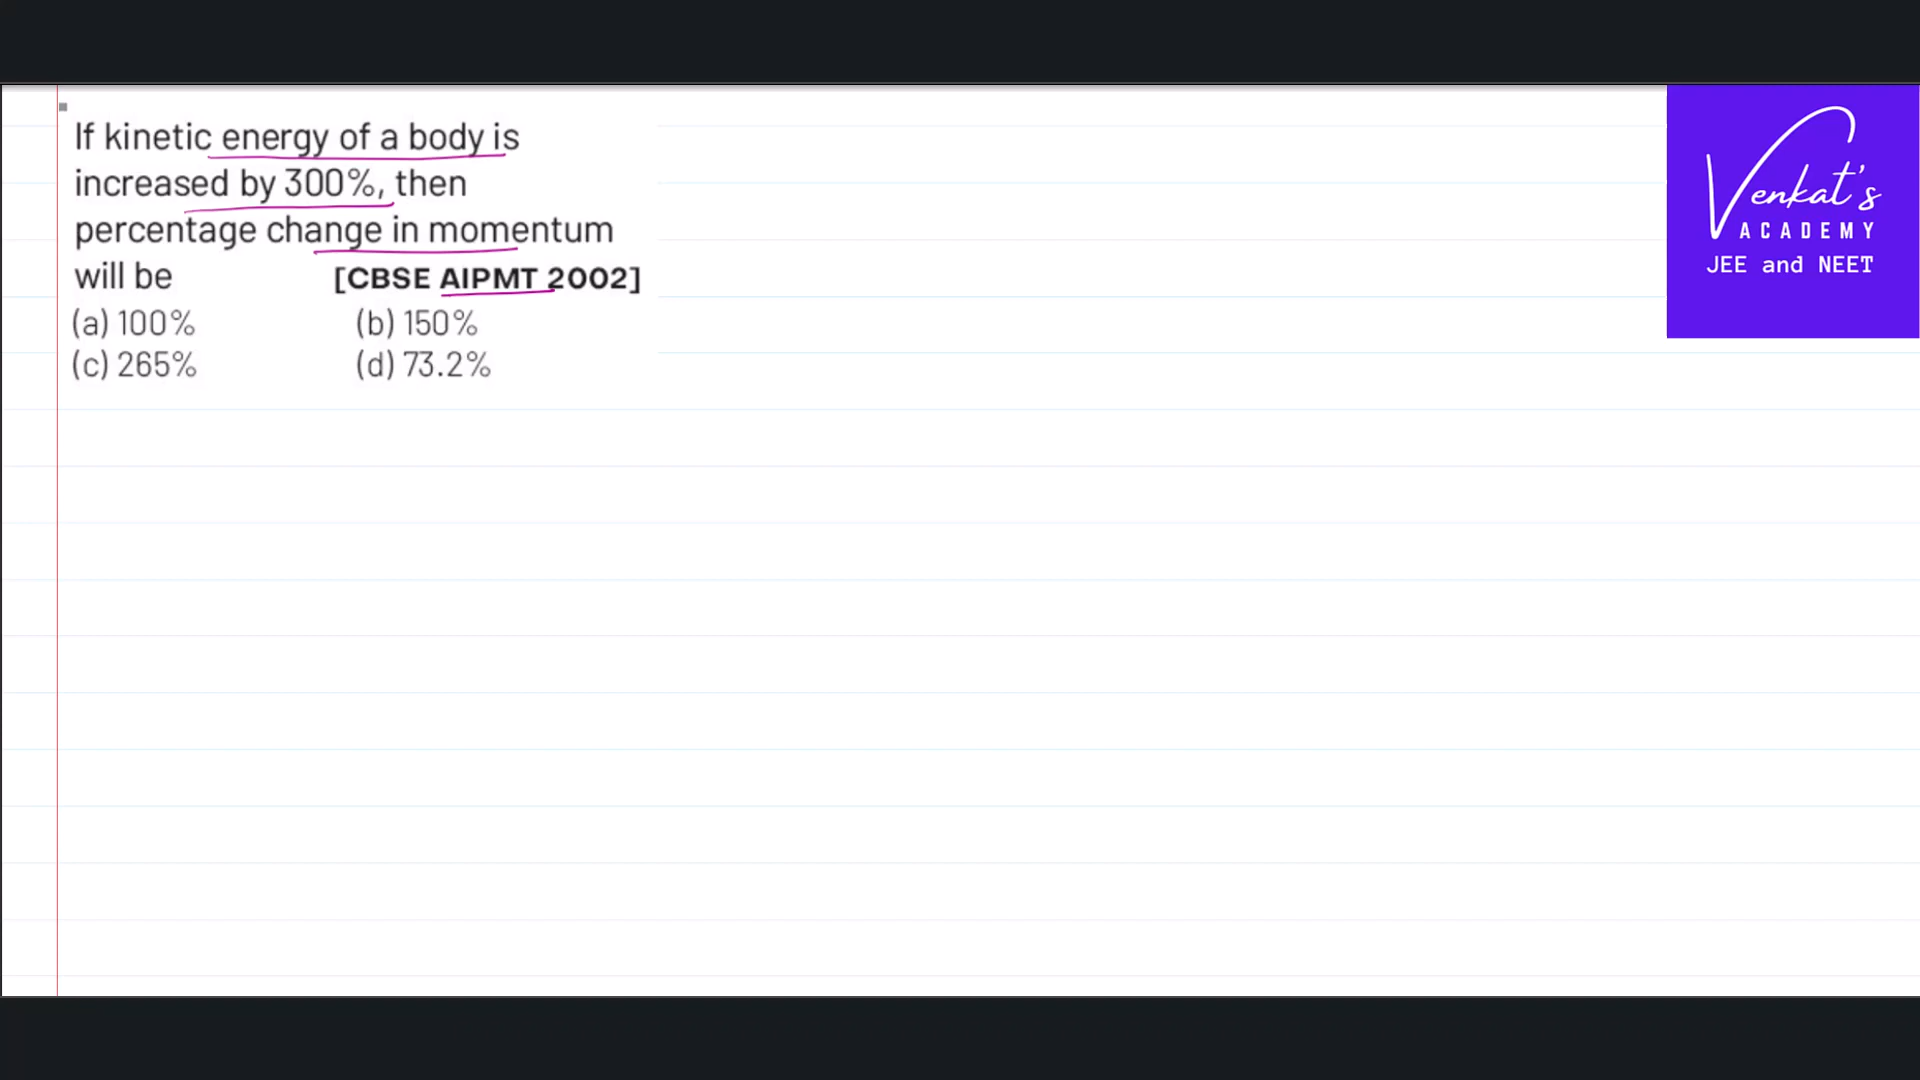 If kinetic energy of a body is
increased by 300%, then
percentage change in momentum
will be [CBSE AIPMT 2002]
(a) 100% (b) 150%
(c) 265% (d) 73.2%
Venkat's
ACADEMY
JEE and NEET